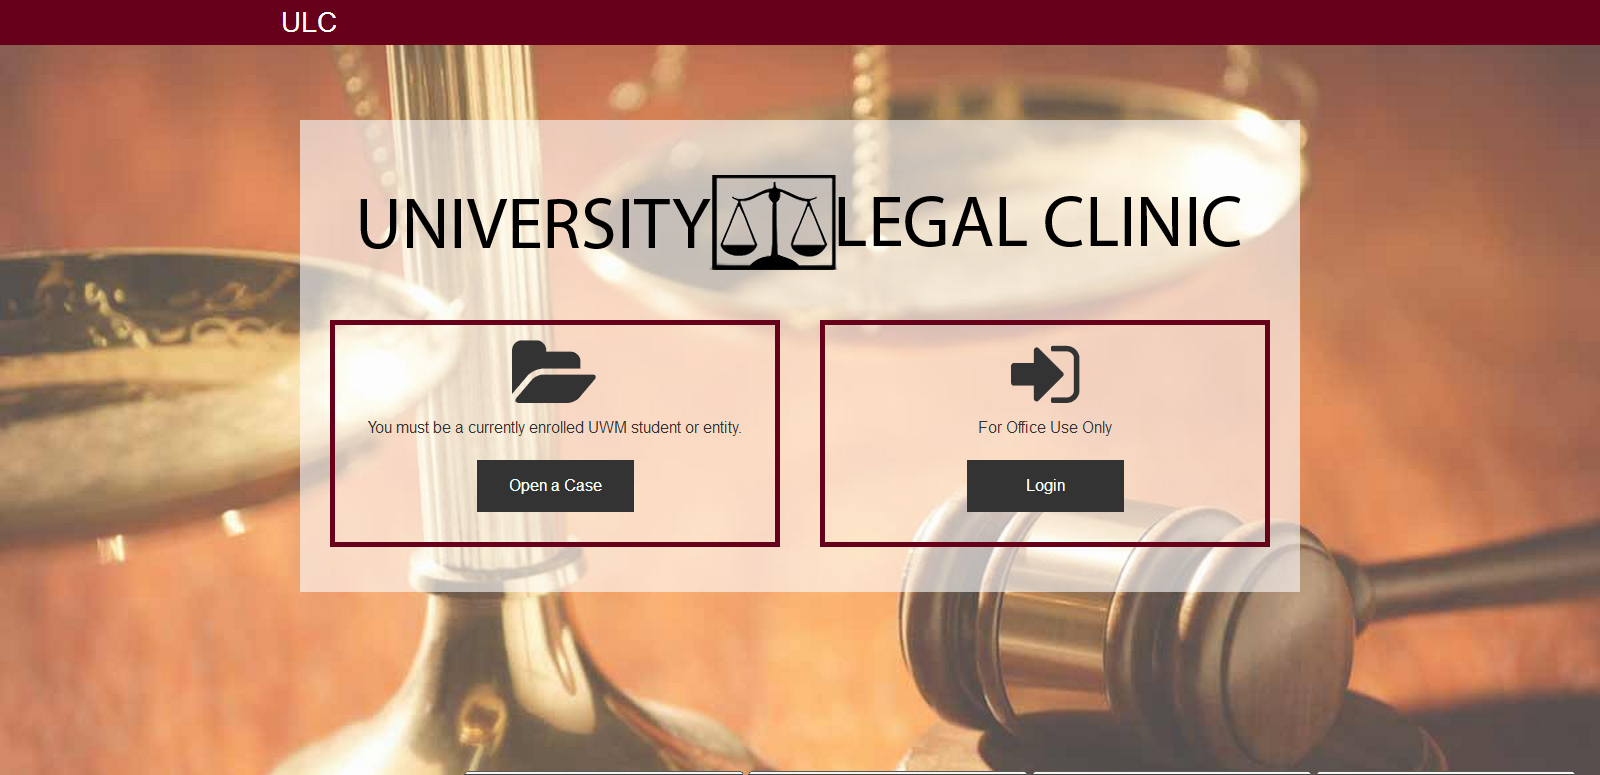 ULC
UNIVERSITY LEGAL CLINIC
You must be a currently enrolled UWM student or entity.
For Office Use Only
Open a Case
Login